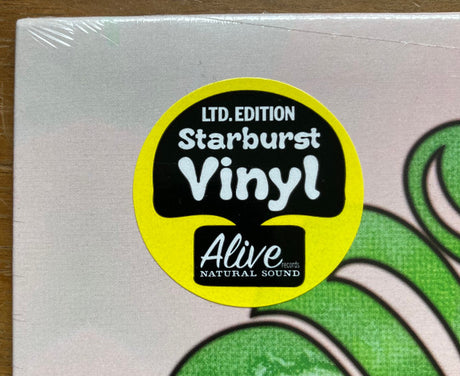 LTD. EDITION
Starburst
Vinyl
Alive
records
NATURAL SOUND